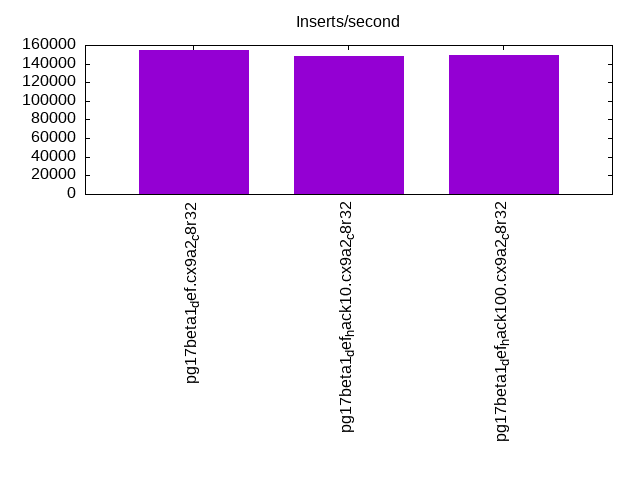 Inserts/second
160000
140000
120000
100000
80000
60000
40000
20000
0
pg17beta1_def.cx9a2_c8r32
pg17beta1_def_hack10.cx9a2_c8r32
pg17beta1_def_hack100.cx9a2_c8r32